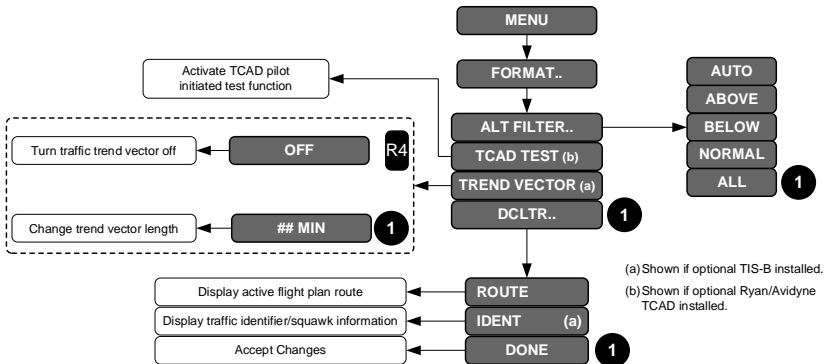 MENU
FORMAT..
Activate TCAD pilot
initiated test function
ALT FILTER..
TCAD TEST (b)
TREND VECTOR (a)
DCLTR..
1
AUTO
ABOVE
BELOW
NORMAL
ALL
1
Turn traffic trend vector off
OFF
R4
Change trend vector length
## MIN
1
(a) Shown if optional TIS-B installed.
(b) Shown if optional Ryan/Avidyne
TCAD installed.
Display active flight plan route
ROUTE
Display traffic identifier/squawk information
IDENT (a)
Accept Changes
DONE
1